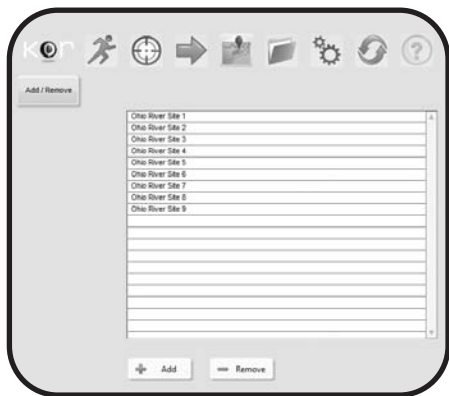 kor
?
Add / Remove
Ohio River Site 1
Ohio River Site 2
Ohio River Site 3
Ohio River Site 4
Ohio River Site 5
Ohio River Site 6
Ohio River Site 7
Ohio River Site 8
Ohio River Site 9
Add
Remove